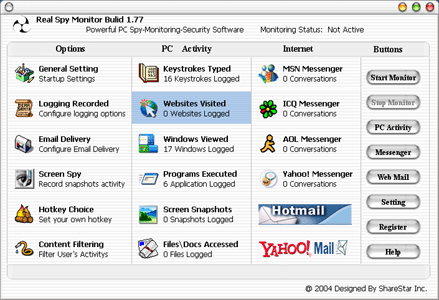 Real Spy Monitor Bulid 1.77
Powerful PC Spy-Monitoring-Security Software Monitoring Status: Not Active
Options PC Activity Internet Buttons
General Setting
Startup Settings
Keystrokes Typed
16 Keystrokes Logged
MSN Messenger
0 Conversations
Start Monitor
Logging Recorded
Configure logging options
Websites Visited
0 Websites Logged
ICQ Messenger
0 Conversations
Stop Monitor
PC Activity
Email Delivery
Configure Email Delivery
Windows Viewed
17 Windows Logged
AOL Messenger
0 Conversations
Messenger
Screen Spy
Record snapshots activity
Programs Executed
6 Application Logged
Yahoo! Messenger
0 Conversations
Web Mail
Hotkey Choice
Set your own hotkey
Screen Snapshots
0 Snapshots Logged
Hotmail
Setting
Register
Content Filtering
Filter User's Activitys
Files\Docs Accessed
0 Files Logged
YAHOO! Mail
Help
© 2004 Designed By ShareStar Inc.